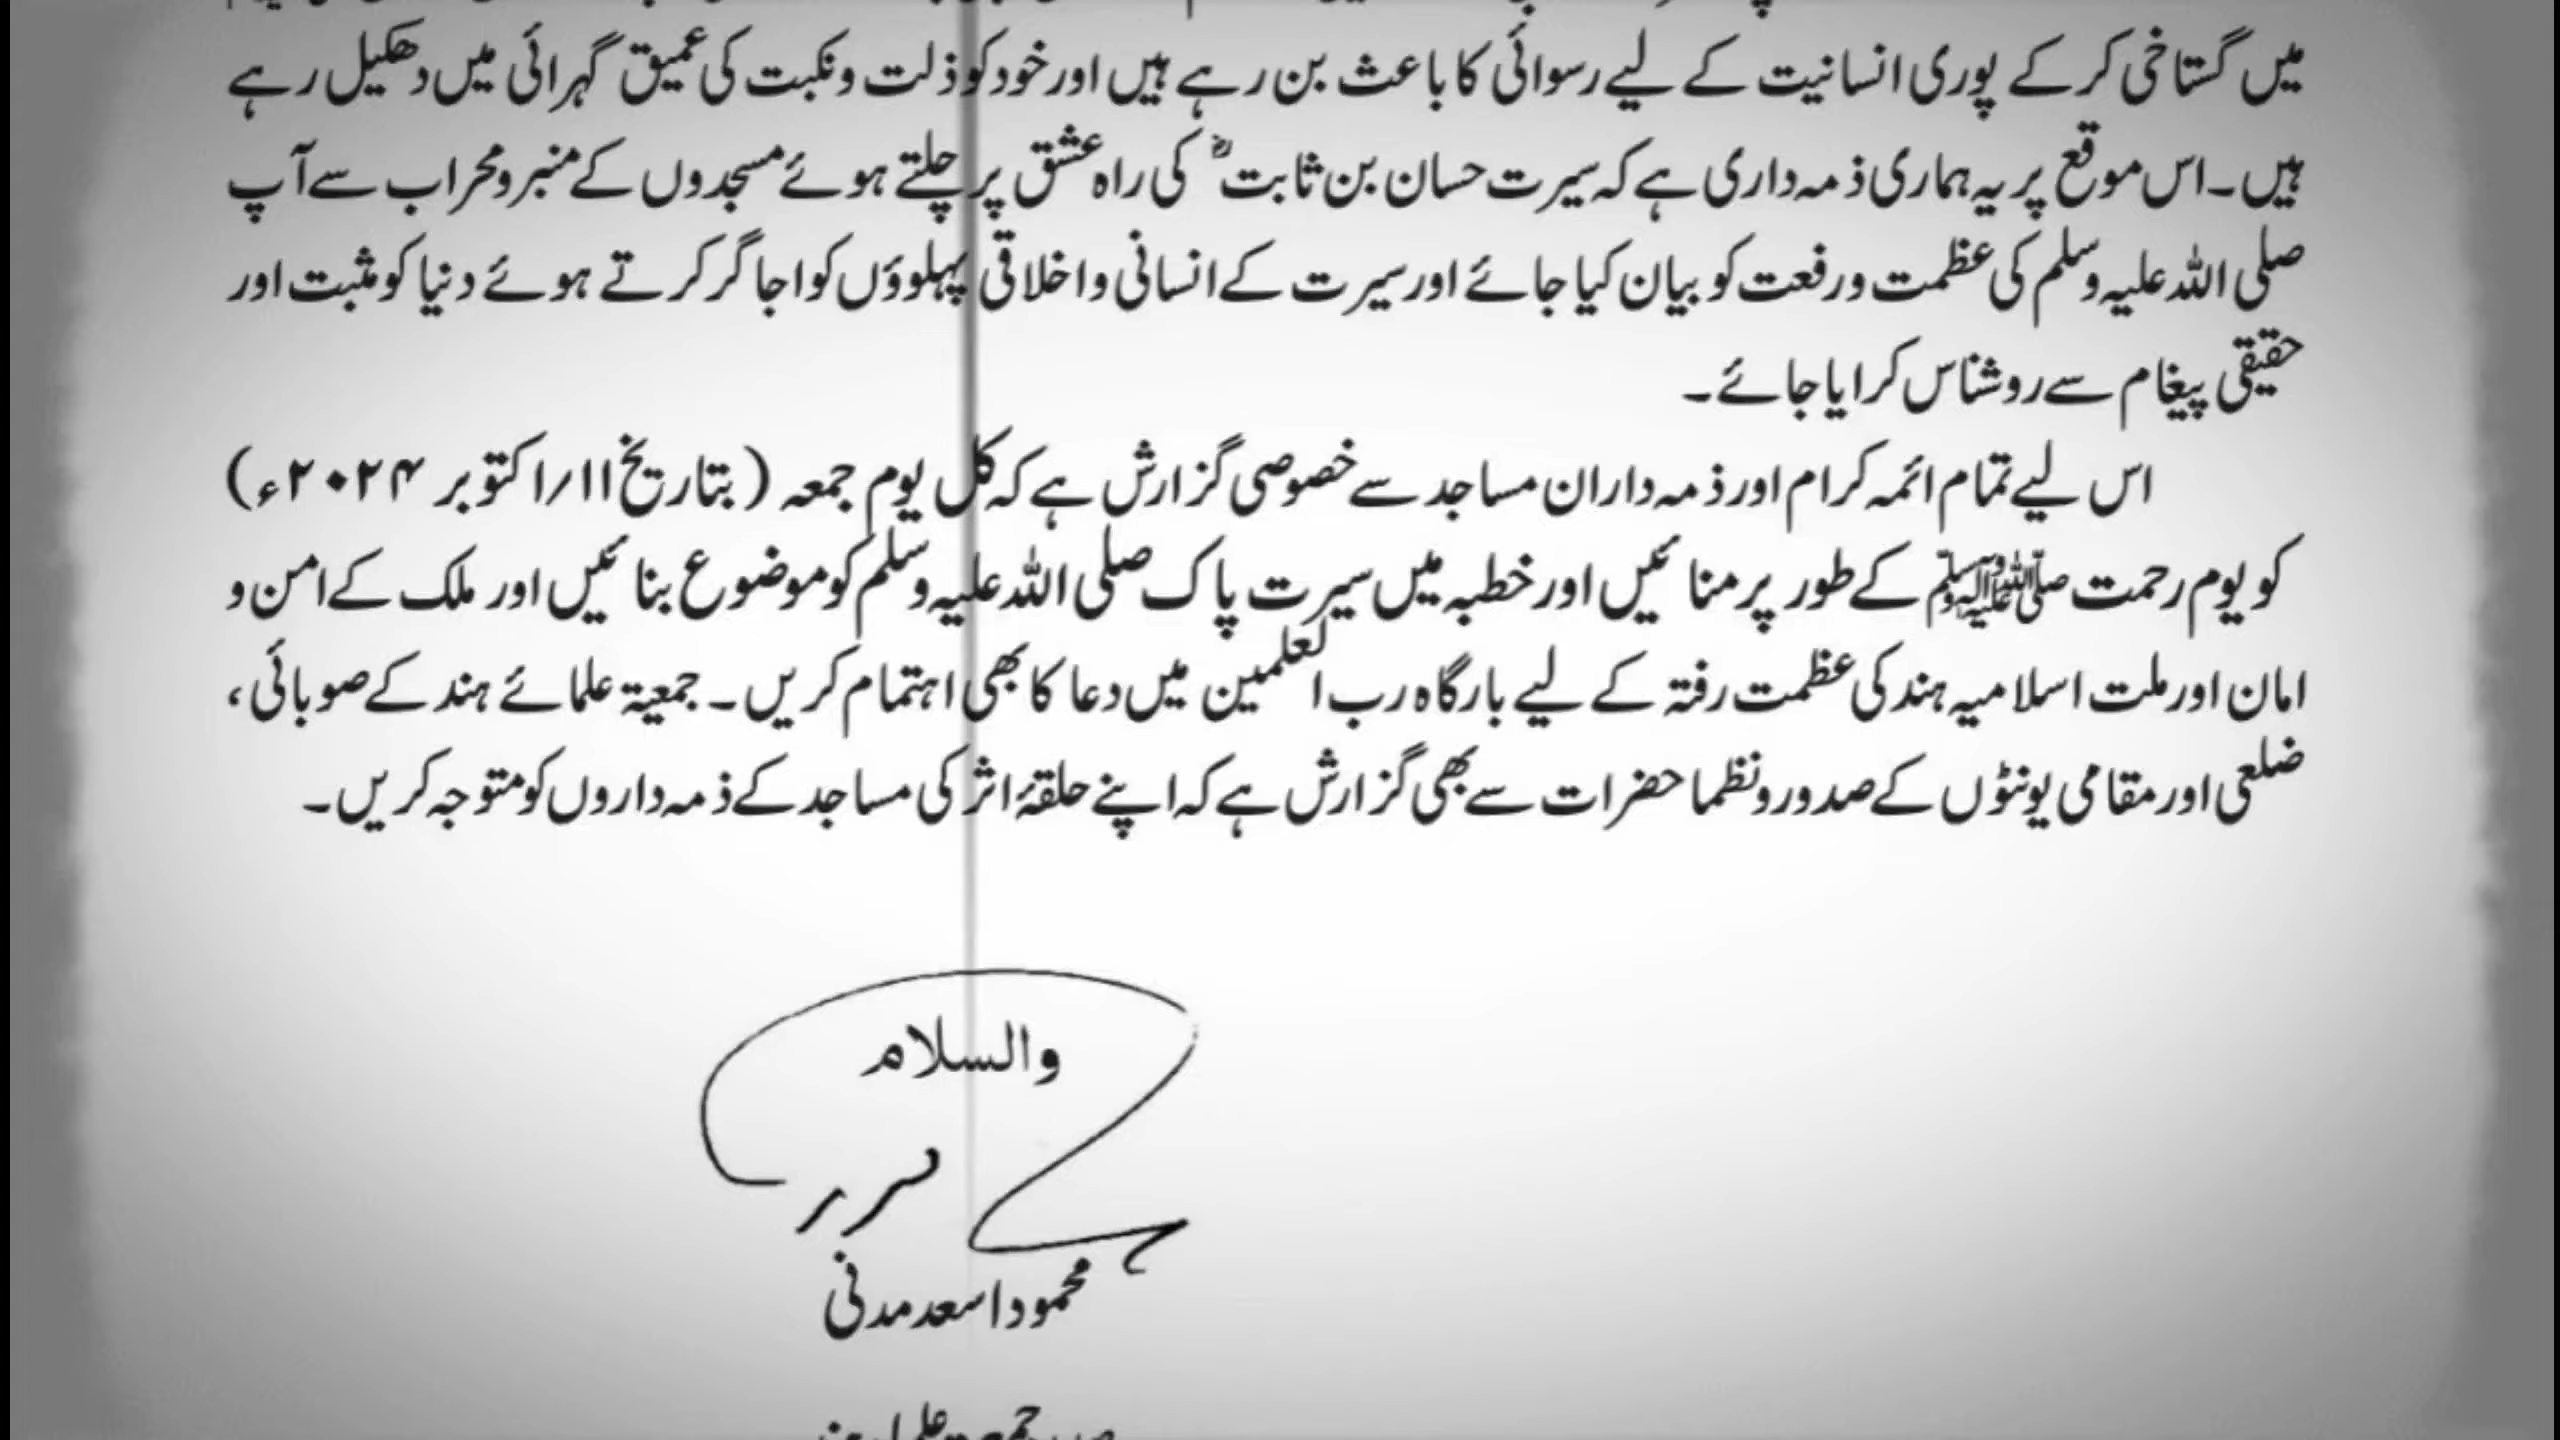 میں گستاخی کر کے پوری انسانیت کے لیے رسوائی کا باعث بن رہے ہیں اور خود کو ذلت و نکبت کی عمیق گہرائی میں دھکیل رہے
ہیں۔ اس موقع پر یہ ہماری ذمہ داری ہے کہ سیرت حسان بن ثابتؓ کی راہ عشق پر چلتے ہوئے مسجدوں کے منبر و محراب سے آپ
صلی اللہ علیہ وسلم کی عظمت و رفعت کو بیان کیا جائے اور سیرت کے انسانی و اخلاقی پہلوؤں کو اجاگر کرتے ہوئے دنیا کو مثبت اور
حقیقی پیغام سے روشناس کرایا جائے۔
اس لیے تمام ائمہ کرام اور ذمہ داران مساجد سے خصوصی گزارش ہے کہ کل یوم جمعہ (بتاریخ ۱۱/اکتوبر ۲۰۲۴ء)
کو یوم رحمت ﷺ کے طور پر منائیں اور خطبہ میں سیرت پاک صلی اللہ علیہ وسلم کو موضوع بنائیں اور ملک کے امن و
امان اور ملت اسلامیہ ہند کی عظمت رفتہ کے لیے بارگاہ رب العلمین میں دعا کا بھی اہتمام کریں۔ جمعیۃ علمائے ہند کے صوبائی،
ضلعی اور مقامی یونٹوں کے صدور و نظما حضرات سے بھی گزارش ہے کہ اپنے حلقۂ اثر کی مساجد کے ذمہ داروں کو متوجہ کریں۔
والسلام
محمود اسعد مدنی